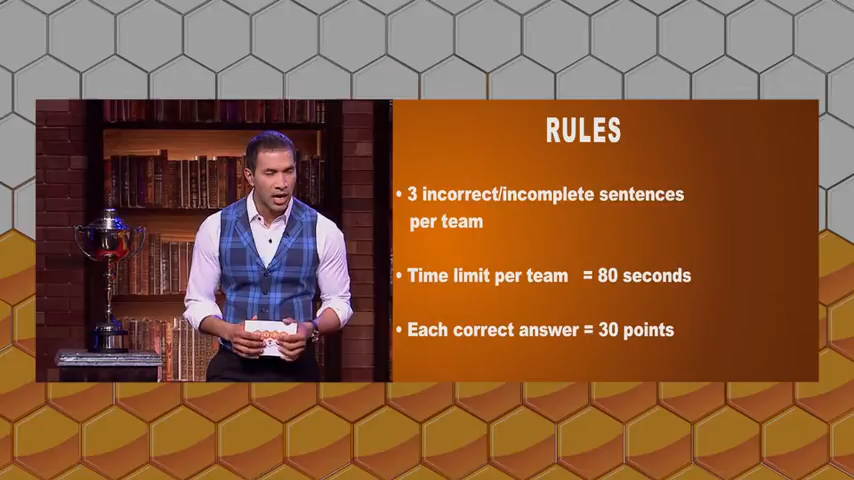 RULES
• 3 incorrect/incomplete sentences
per team
• Time limit per team = 80 seconds
• Each correct answer = 30 points